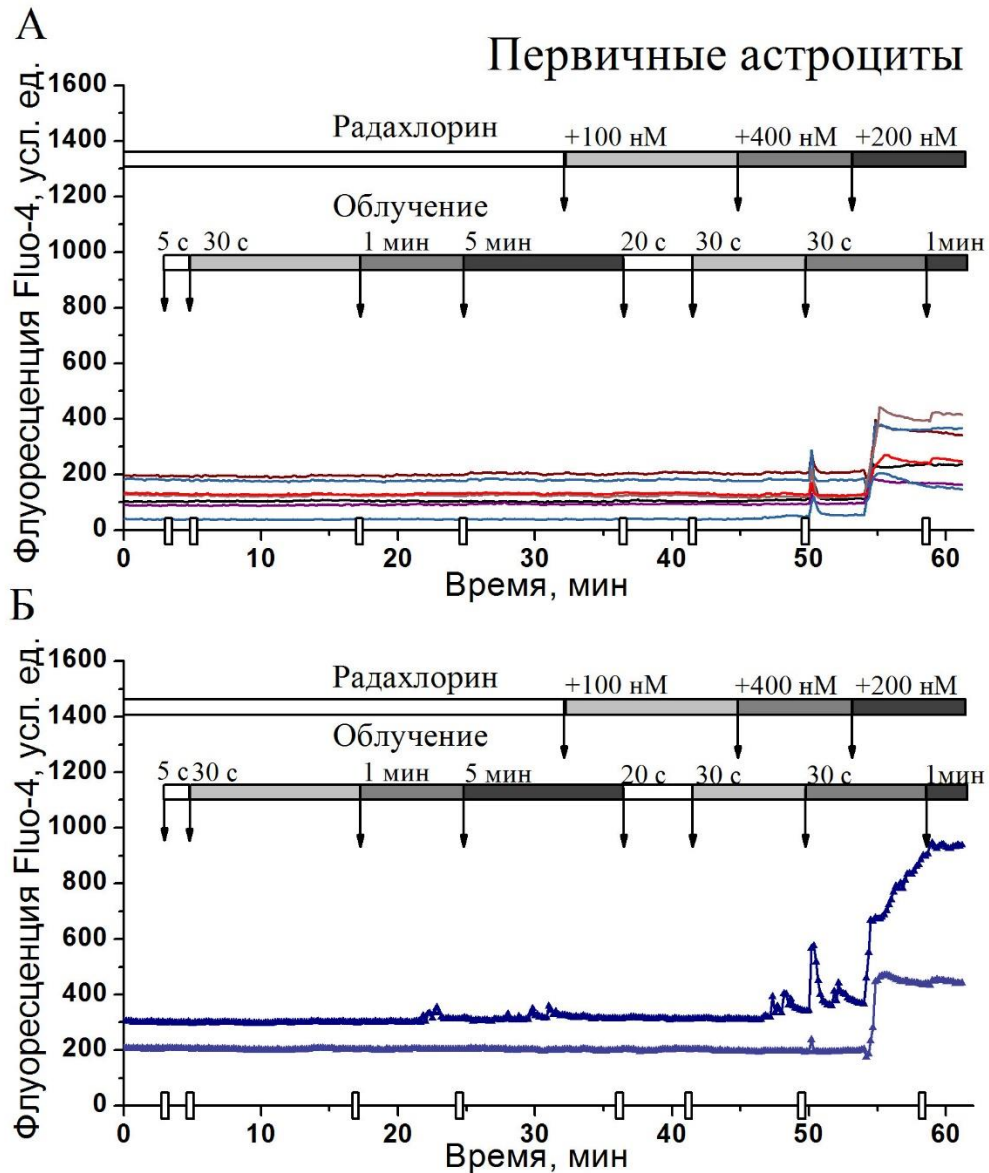 А
Первичные астроциты
Флуоресценция Fluo-4, усл. ед.
1600
1400
1200
1000
800
600
400
200
0
Радахлорин
+100 нМ
+400 нМ
+200 нМ
Облучение
5 с
30 с
1 мин
5 мин
20 с
30 с
30 с
1мин
0 10 20 30 40 50 60
Время, мин
Б
Флуоресценция Fluo-4, усл. ед.
1600
1400
1200
1000
800
600
400
200
0
Радахлорин
+100 нМ
+400 нМ
+200 нМ
Облучение
5 с
30 с
1 мин
5 мин
20 с
30 с
30 с
1мин
0 10 20 30 40 50 60
Время, мин